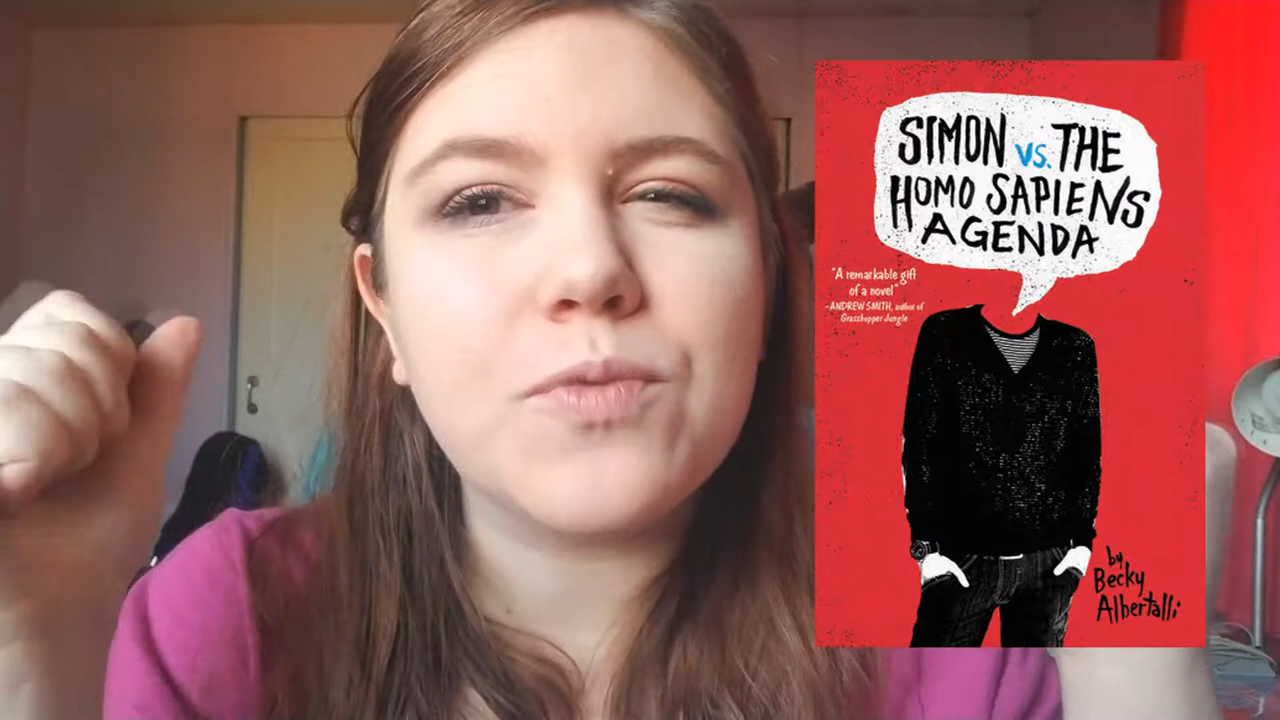 SIMON VS. THE
HOMO SAPIENS
AGENDA
"A remarkable gift
of a novel"
-ANDREW SMITH, author of
Grasshopper Jungle
by
Becky
Albertalli